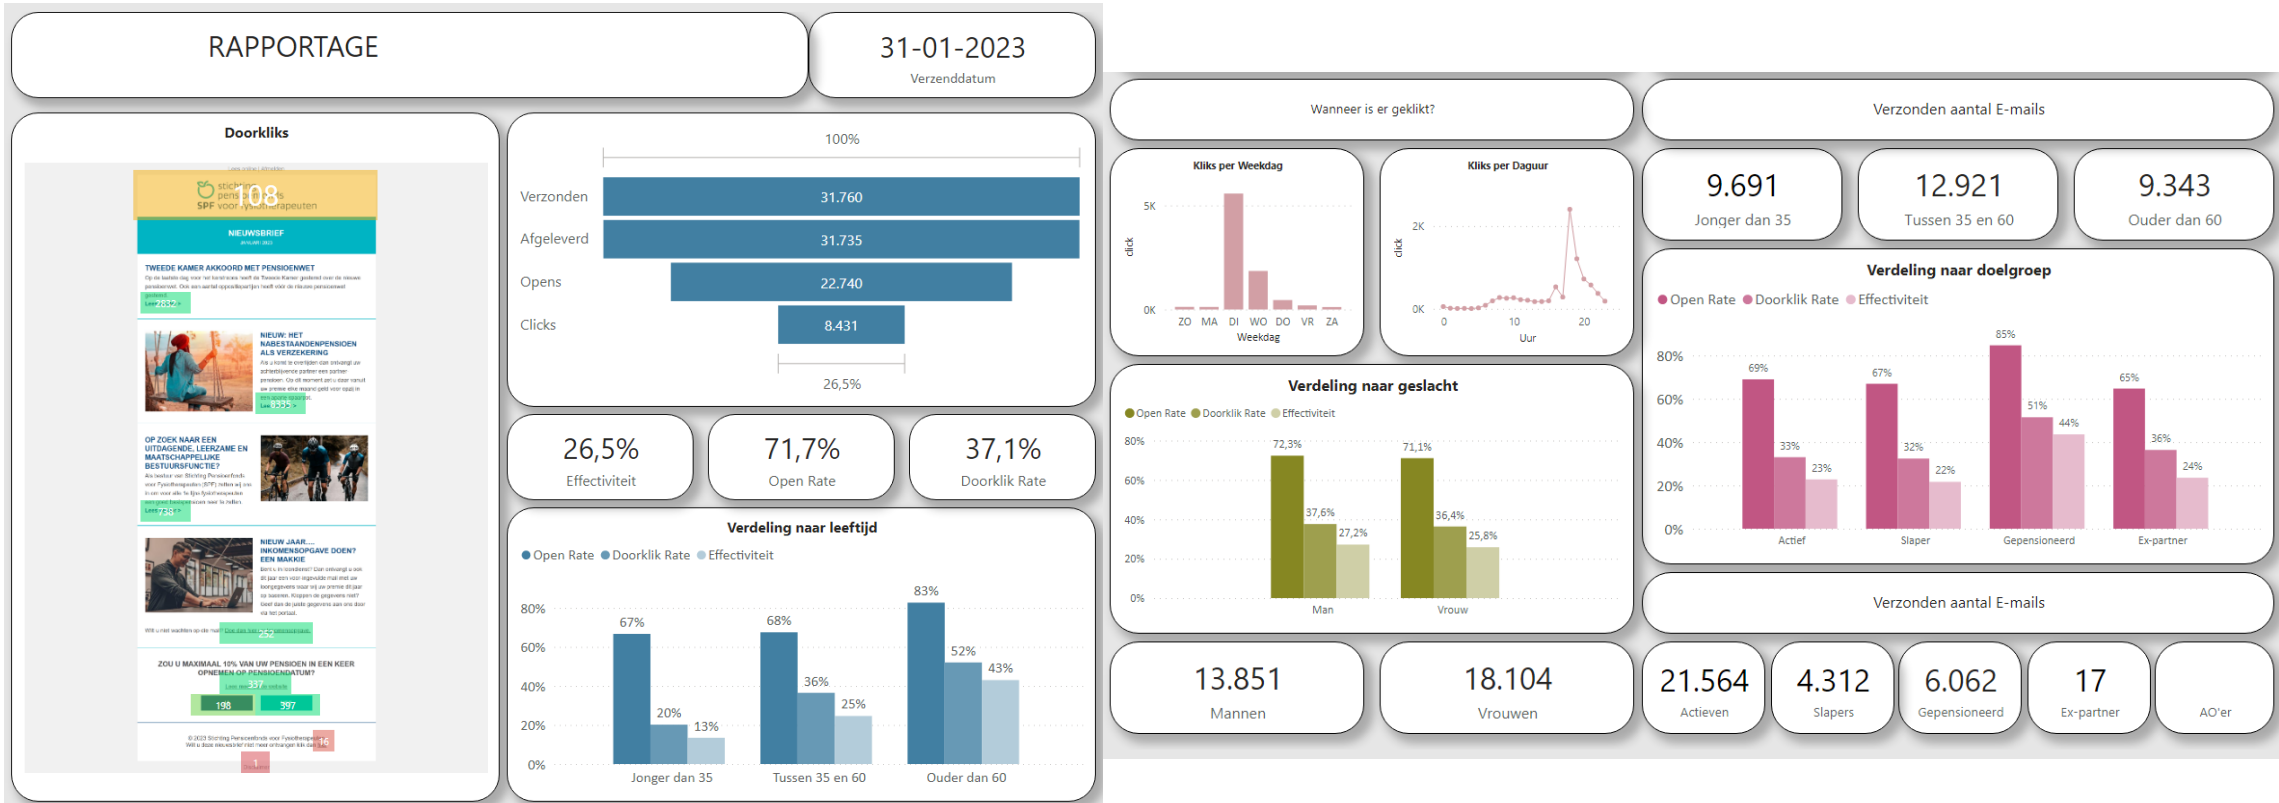 RAPPORTAGE
31-01-2023
Verzenddatum
Doorkliks
108
stichting
pensioenfonds
SPF voor fysiotherapeuten
NIEUWSBRIEF
JANUARI 2023
TWEEDE KAMER AKKOORD MET PENSIOENWET
NIEUW: HET
NABESTAANDENPENSIOEN
ALS VERZEKERING
OP ZOEK NAAR EEN
UITDAGENDE, LEERZAME EN
MAATSCHAPPELIJKE
BESTUURSFUNCTIE?
738
NIEUW JAAR....
INKOMENSOPGAVE DOEN?
EEN MAKKIE
252
ZOU U MAXIMAAL 10% VAN UW PENSIOEN IN EEN KEER
OPNEMEN OP PENSIOENDATUM?
337
198
397
16
1
100%
Verzonden
31.760
Afgeleverd
31.735
Opens
22.740
Clicks
8.431
26,5%
26,5%
Effectiviteit
71,7%
Open Rate
37,1%
Doorklik Rate
Verdeling naar leeftijd
Open Rate Doorklik Rate Effectiviteit
80%
60%
40%
20%
0%
67%
20%
13%
68%
36%
25%
83%
52%
43%
Jonger dan 35
Tussen 35 en 60
Ouder dan 60
Wanneer is er geklikt?
Kliks per Weekdag
click
5K
0K
ZO MA DI WO DO VR ZA
Weekdag
Kliks per Daguur
click
2K
0K
0 10 20
Uur
Verdeling naar geslacht
Open Rate Doorklik Rate Effectiviteit
80%
60%
40%
20%
0%
72,3%
37,6%
27,2%
71,1%
36,4%
25,8%
Man
Vrouw
13.851
Mannen
18.104
Vrouwen
Verzonden aantal E-mails
9.691
Jonger dan 35
12.921
Tussen 35 en 60
9.343
Ouder dan 60
Verdeling naar doelgroep
Open Rate Doorklik Rate Effectiviteit
80%
60%
40%
20%
0%
69%
33%
23%
67%
32%
22%
85%
51%
44%
65%
36%
24%
Actief
Slaper
Gepensioneerd
Ex-partner
Verzonden aantal E-mails
21.564
Actieven
4.312
Slapers
6.062
Gepensioneerd
17
Ex-partner
AO'er